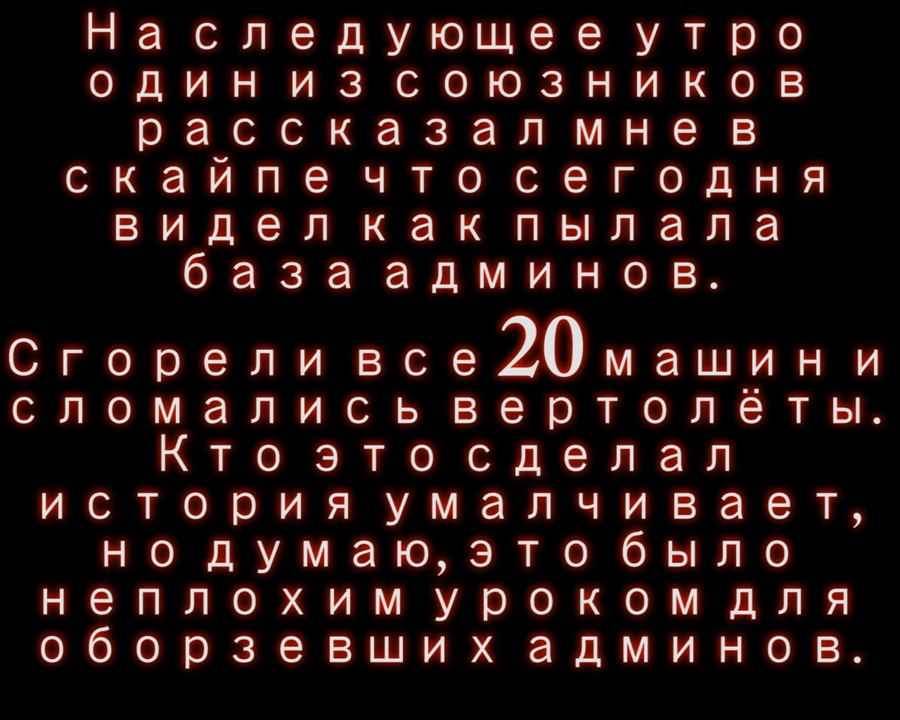 На следующее утро
один из союзников
рассказал мне в
скайпе что сегодня
видел как пылала
база админов.
Сгорели все 20 машин и
сломались вертолёты.
Кто это сделал
история умалчивает,
но думаю, это было
неплохим уроком для
оборзевших админов.